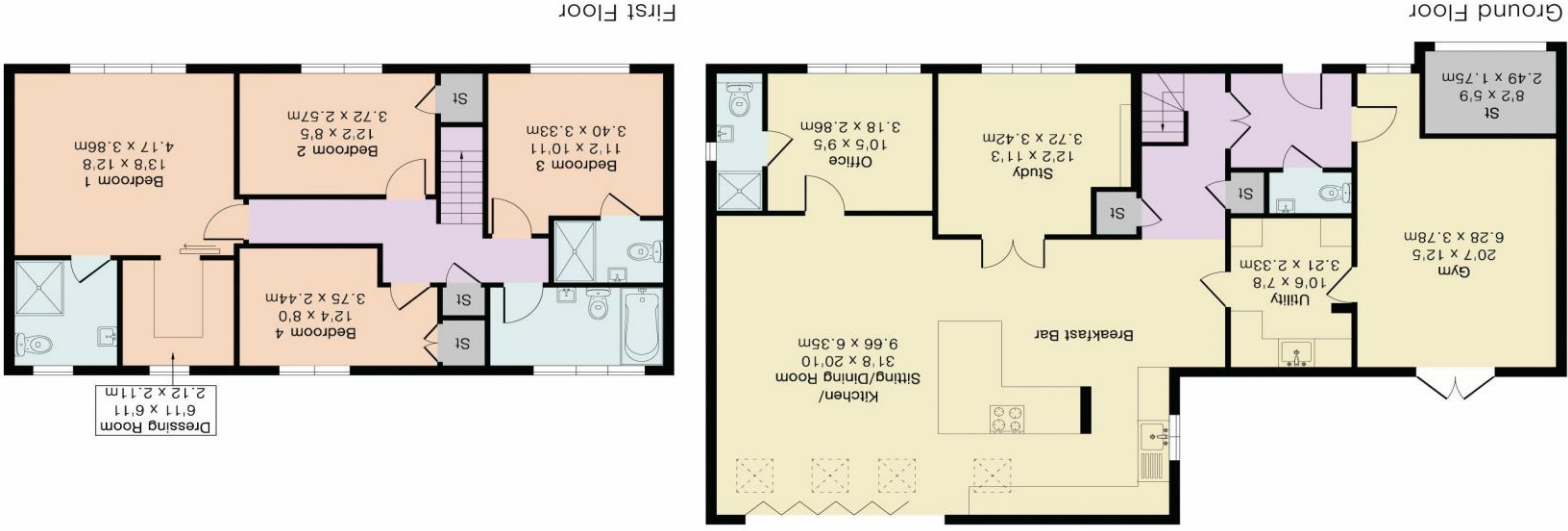 Ground Floor
St
8'2 x 5'9
2.49 x 1.75m
Gym
20'7 x 12'5
6.28 x 3.78m
Utility
10'6 x 7'8
3.21 x 2.33m
St
St
Study
12'2 x 11'3
3.72 x 3.42m
Office
10'5 x 9'5
3.18 x 2.86m
Breakfast Bar
Kitchen/
Sitting/Dining Room
31'8 x 20'10
9.66 x 6.35m
First Floor
Bedroom 3
11'2 x 10'11
3.40 x 3.33m
St
Bedroom 2
12'2 x 8'5
3.72 x 2.57m
Bedroom 1
13'8 x 12'8
4.17 x 3.86m
St
St
Bedroom 4
12'4 x 8'0
3.75 x 2.44m
Dressing Room
6'11 x 6'11
2.12 x 2.11m